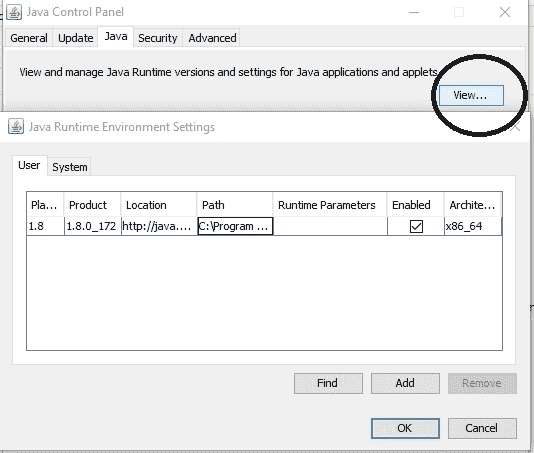 Java Control Panel
General Update Java Security Advanced
View and manage Java Runtime versions and settings for Java applications and applets.
View...
Java Runtime Environment Settings
User System
Pla... Product Location Path Runtime Parameters Enabled Archite...
1.8 1.8.0_172 http://java.... C:\Program ... x86_64
Find Add Remove
OK Cancel